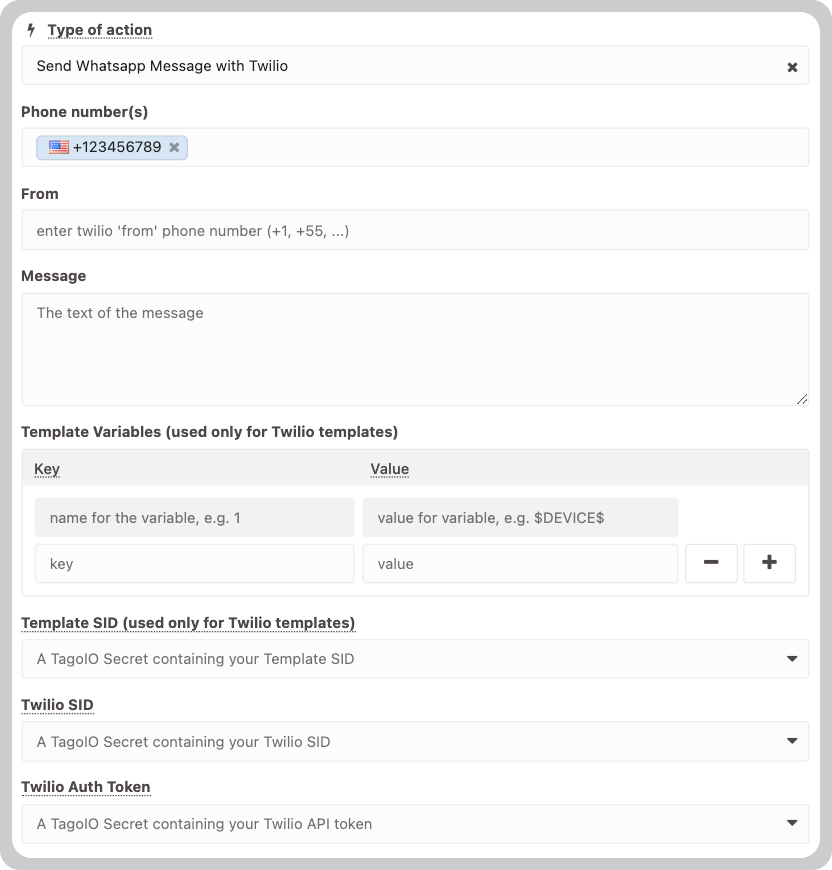 Type of action
Send Whatsapp Message with Twilio
Phone number(s)
+123456789
From
enter twilio 'from' phone number (+1, +55, ...)
Message
The text of the message
Template Variables (used only for Twilio templates)
Key Value
name for the variable, e.g. 1 value for variable, e.g. $DEVICE$
key value
Template SID (used only for Twilio templates)
A TagoIO Secret containing your Template SID
Twilio SID
A TagoIO Secret containing your Twilio SID
Twilio Auth Token
A TagoIO Secret containing your Twilio API token